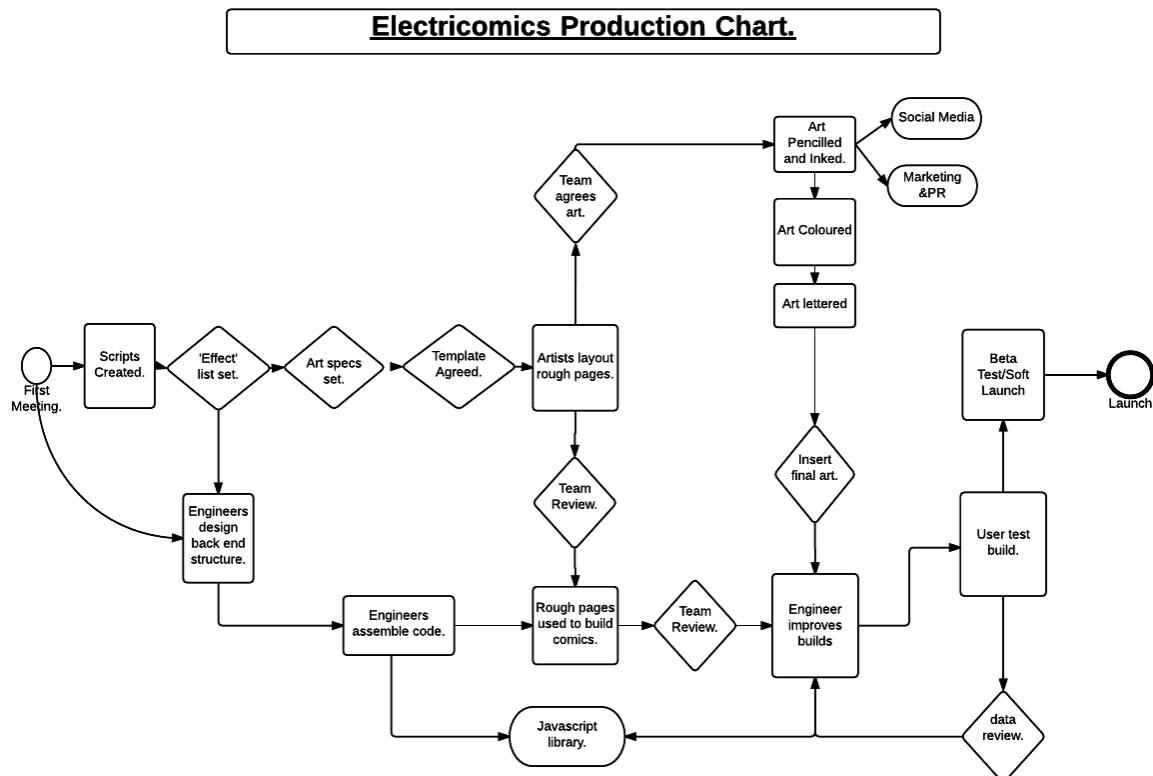 Electricomics Production Chart.
Social Media
Art
Pencilled
and Inked.
Marketing
&PR
Team
agrees
art.
Art Coloured
Art lettered
First
Meeting.
Scripts
Created.
'Effect'
list set.
Art specs
set.
Template
Agreed.
Artists layout
rough pages.
Beta
Test/Soft
Launch
Launch
Team
Review.
Insert
final art.
Engineers
design
back end
structure.
User test
build.
Engineers
assemble code.
Rough pages
used to build
comics.
Team
Review.
Engineer
improves
builds
Javascript
library.
data
review.